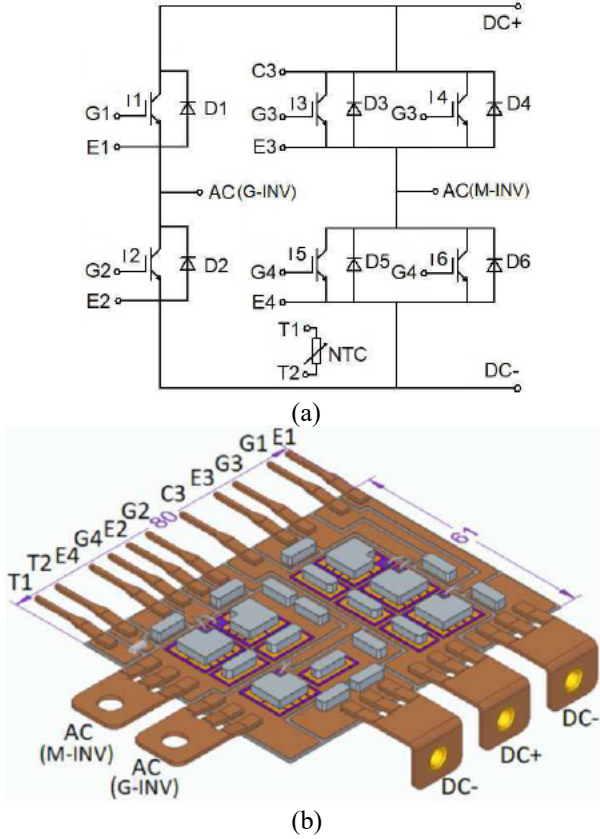 DC+
C3
I1
D1
I3
D3
I4
D4
G1
G3
G3
E1
E3
AC(G-INV)
AC(M-INV)
I2
D2
I5
D5
I6
D6
G2
G4
G4
E2
E4
T1
NTC
T2
DC-
(a)
G1 E1
G3
E3
C3
80
G2
E2
G4
E4
T2
T1
61
AC
(M-INV)
AC
(G-INV)
DC-
DC+
DC-
(b)